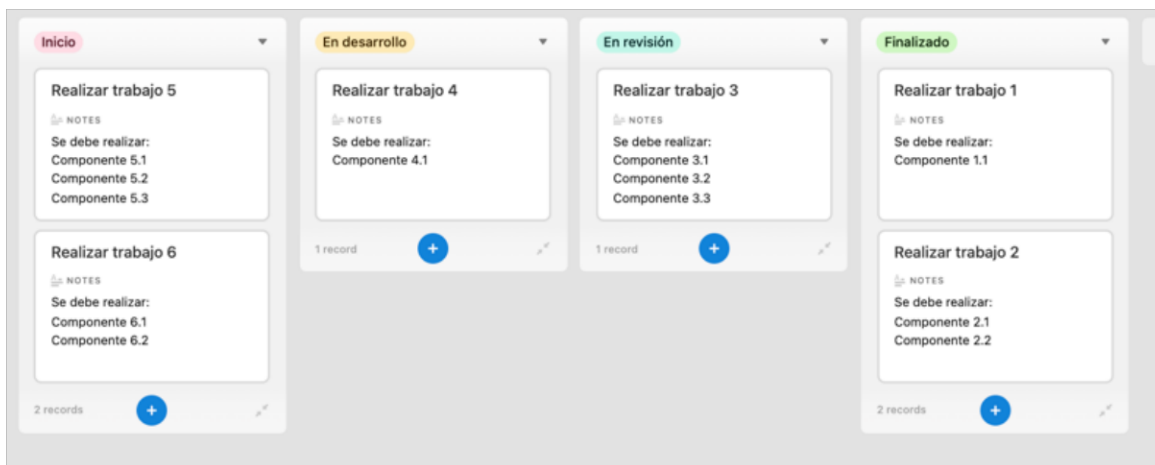 Inicio
Realizar trabajo 5
NOTES
Se debe realizar:
Componente 5.1
Componente 5.2
Componente 5.3
Realizar trabajo 6
NOTES
Se debe realizar:
Componente 6.1
Componente 6.2
2 records
En desarrollo
Realizar trabajo 4
NOTES
Se debe realizar:
Componente 4.1
1 record
En revisión
Realizar trabajo 3
NOTES
Se debe realizar:
Componente 3.1
Componente 3.2
Componente 3.3
1 record
Finalizado
Realizar trabajo 1
NOTES
Se debe realizar:
Componente 1.1
Realizar trabajo 2
NOTES
Se debe realizar:
Componente 2.1
Componente 2.2
2 records